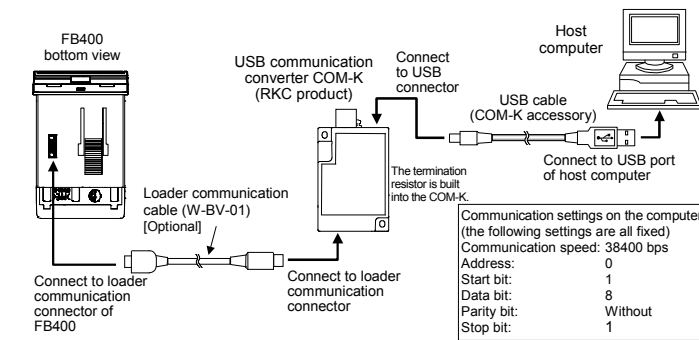 FB400
bottom view
USB communication
converter COM-K
(RKC product)
Connect
to USB
connector
Host
computer
USB cable
(COM-K accessory)
Connect to USB port
of host computer
The termination
resistor is built
into the COM-K.
Loader communication
cable (W-BV-01)
[Optional]
Connect to loader
communication
connector of
FB400
Connect to loader
communication
connector
Communication settings on the computer
(the following settings are all fixed)
Communication speed: 38400 bps
Address: 0
Start bit: 1
Data bit: 8
Parity bit: Without
Stop bit: 1